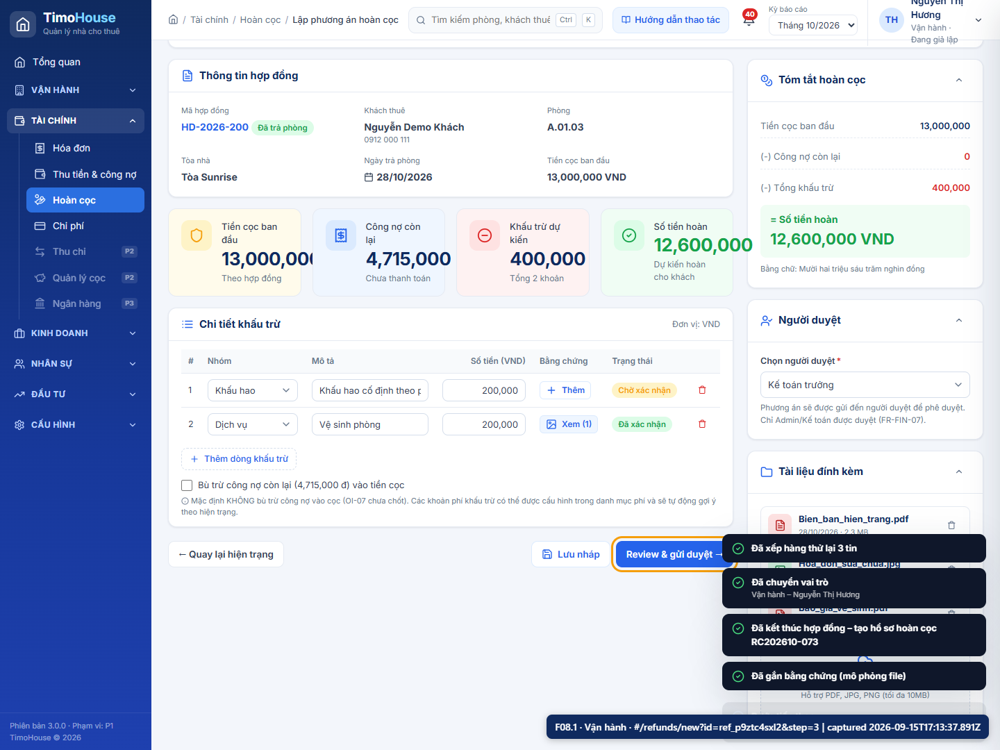 TimoHouse
Quản lý nhà cho thuê
Tổng quan
VẬN HÀNH
TÀI CHÍNH
Hóa đơn
Thu tiền & công nợ
Hoàn cọc
Chi phí
Thu chi P2
Quản lý cọc P2
Ngân hàng P3
KINH DOANH
NHÂN SỰ
ĐẦU TƯ
CẤU HÌNH
Phiên bản 3.0.0 · Phạm vi: P1
TimoHouse © 2026
/ Tài chính / Hoàn cọc / Lập phương án hoàn cọc
Tìm kiếm phòng, khách thuê Ctrl K
Hướng dẫn thao tác
40
Kỳ báo cáo
Tháng 10/2026
TH
Nguyễn Thị
Hương
Vận hành ·
Đang giả lập
Thông tin hợp đồng
Mã hợp đồng
HD-2026-200 Đã trả phòng
Khách thuê
Nguyễn Demo Khách
0912 000 111
Phòng
A.01.03
Tòa nhà
Tòa Sunrise
Ngày trả phòng
28/10/2026
Tiền cọc ban đầu
13,000,000 VND
Tiền cọc ban
đầu
13,000,000
Theo hợp đồng
Công nợ còn
lại
4,715,000
Chưa thanh toán
Khấu trừ dự
kiến
400,000
Tổng 2 khoản
Số tiền hoàn
12,600,000
Dự kiến hoàn
cho khách
Chi tiết khấu trừ
Đơn vị: VND
# Nhóm Mô tả Số tiền (VND) Bằng chứng Trạng thái
1 Khấu hao Khấu hao cố định theo p 200,000 Thêm Chờ xác nhận
2 Dịch vụ Vệ sinh phòng 200,000 Xem (1) Đã xác nhận
+ Thêm dòng khấu trừ
Bù trừ công nợ còn lại (4,715,000 đ) vào tiền cọc
Mặc định KHÔNG bù trừ công nợ vào cọc (OI-07 chưa chốt). Các khoản phí khấu trừ có thể được cấu hình trong danh mục phí và sẽ tự động gợi ý
theo hiện trạng.
← Quay lại hiện trạng
Lưu nháp
Review & gửi duyệt →
Tóm tắt hoàn cọc
Tiền cọc ban đầu 13,000,000
(-) Công nợ còn lại 0
(-) Tổng khấu trừ 400,000
= Số tiền hoàn
12,600,000 VND
Bằng chữ: Mười hai triệu sáu trăm nghìn đồng
Người duyệt
Chọn người duyệt *
Kế toán trưởng
Phương án sẽ được gửi đến người duyệt để phê duyệt.
Chỉ Admin/Kế toán được duyệt (FR-FIN-07).
Tài liệu đính kèm
Bien_ban_hien_trang.pdf
28/10/2026 · 2.3 MB
Đã xếp hàng thử lại 3 tin
Hoa_don_sua_chua.jpg
Đã chuyển vai trò
Vận hành – Nguyễn Thị Hương
Bao_gia_ve_sinh.pdf
Đã kết thúc hợp đồng – tạo hồ sơ hoàn cọc
RC202610-073
Đã gắn bằng chứng (mô phỏng file)
Hỗ trợ PDF, JPG, PNG (tối đa 10MB)
F08.1 · Vận hành · #/refunds/new?id=ref_p9ztc4sxl2&step=3 | captured 2026-09-15T17:13:37.891Z